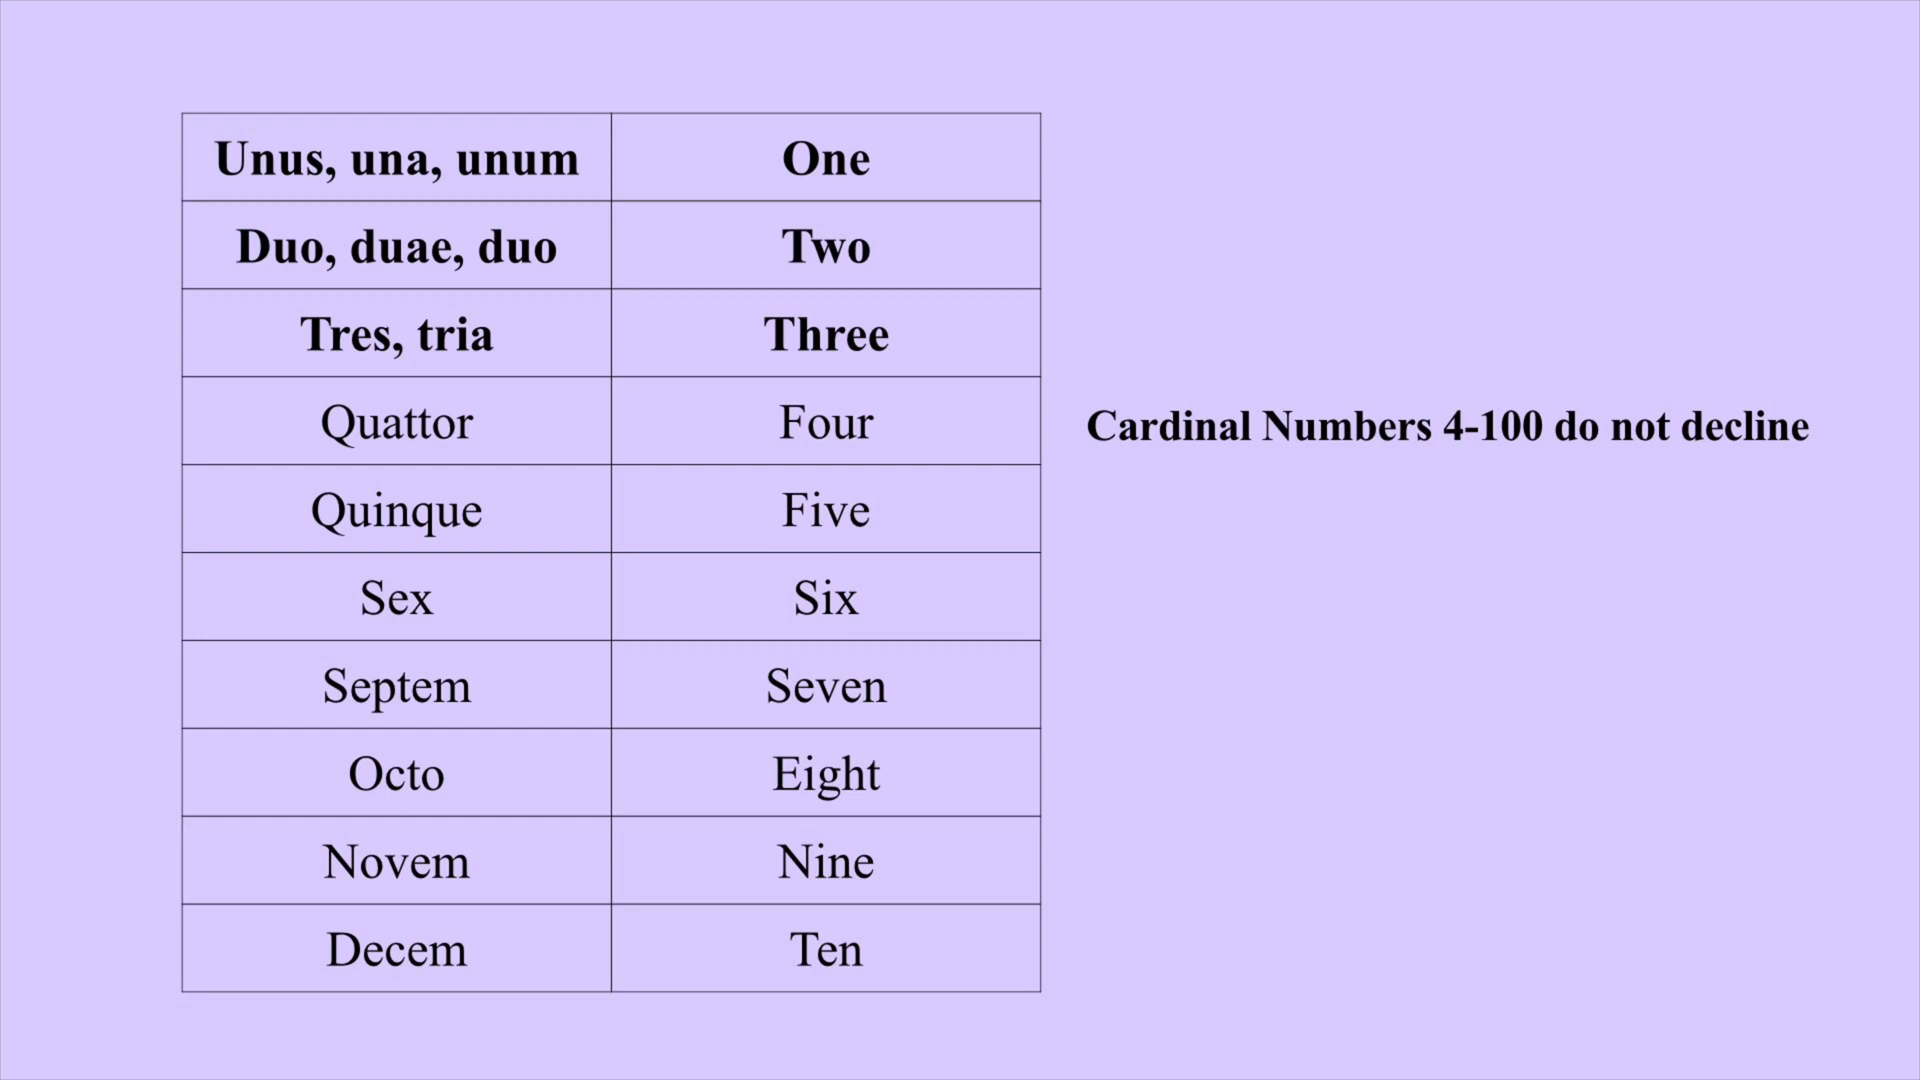 Unus, una, unum One
Duo, duae, duo Two
Tres, tria Three
Quattor Four
Cardinal Numbers 4-100 do not decline
Quinque Five
Sex Six
Septem Seven
Octo Eight
Novem Nine
Decem Ten